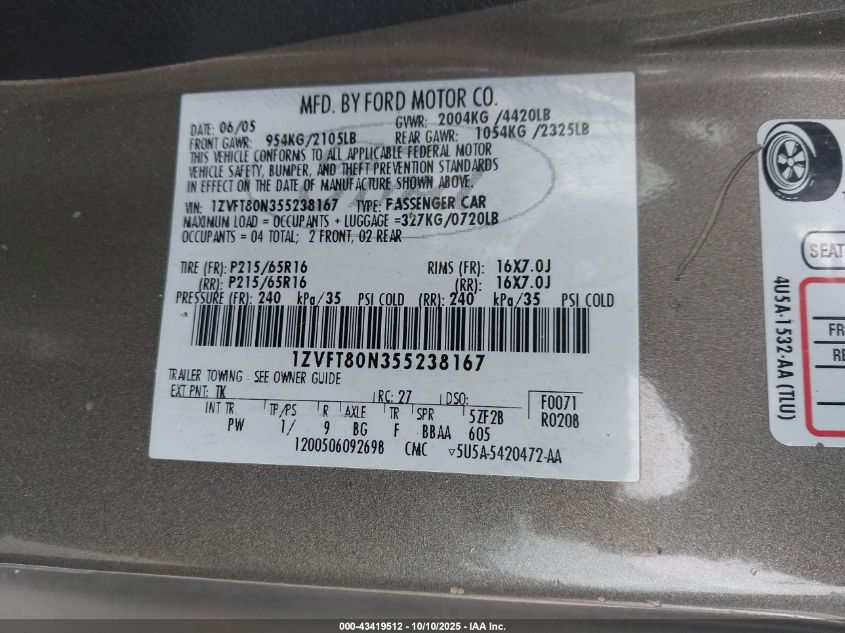 MFD. BY FORD MOTOR CO.
DATE: 06/05 GVWR: 2004KG /4420LB
FRONT GAWR: 954KG/2105LB REAR GAWR: 1054KG /2325LB
THIS VEHICLE CONFORMS TO ALL APPLICABLE FEDERAL MOTOR
VEHICLE SAFETY, BUMPER, AND THEFT PREVENTION STANDARDS
IN EFFECT ON THE DATE OF MANUFACTURE SHOWN ABOVE.
VIN: 1ZVFT80N355238167 TYPE: PASSENGER CAR
MAXIMUM LOAD = OCCUPANTS + LUGGAGE = 327KG/0720LB
OCCUPANTS = 04 TOTAL; 2 FRONT, 02 REAR
TIRE (FR): P215/65R16 RIMS (FR): 16X7.0J
(RR): P215/65R16 (RR): 16X7.0J
PRESSURE (FR): 240 kPa/35 PSI COLD (RR): 240 kPa/35 PSI COLD
1ZVFT80N355238167
TRAILER TOWING - SEE OWNER GUIDE
EXT PNT: TK RC: 27 DSO: F0071
INT TR TP/PS R AXLE TR SPR 5ZF2B R0208
PW 1/ 9 BG F BBAA 605
1200506092698 CMC ▽5U5A-5420472-AA
4U5A-1532-AA (TLU)
SEAT
FR
RE
000-43419512 - 10/10/2025 - IAA Inc.